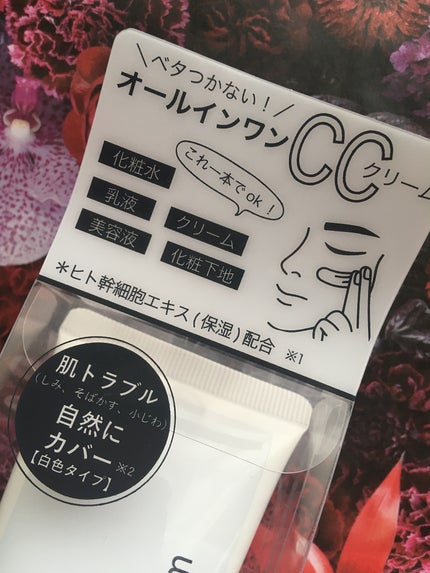 \ベタつかない！/
オールインワンCCクリーム
これ一本でOK！
化粧水
乳液
クリーム
美容液
化粧下地
*ヒト幹細胞エキス(保湿)配合 ※1
肌トラブル
(しみ、そばかす、小じわ)
自然に
カバー※2
【白色タイプ】
m